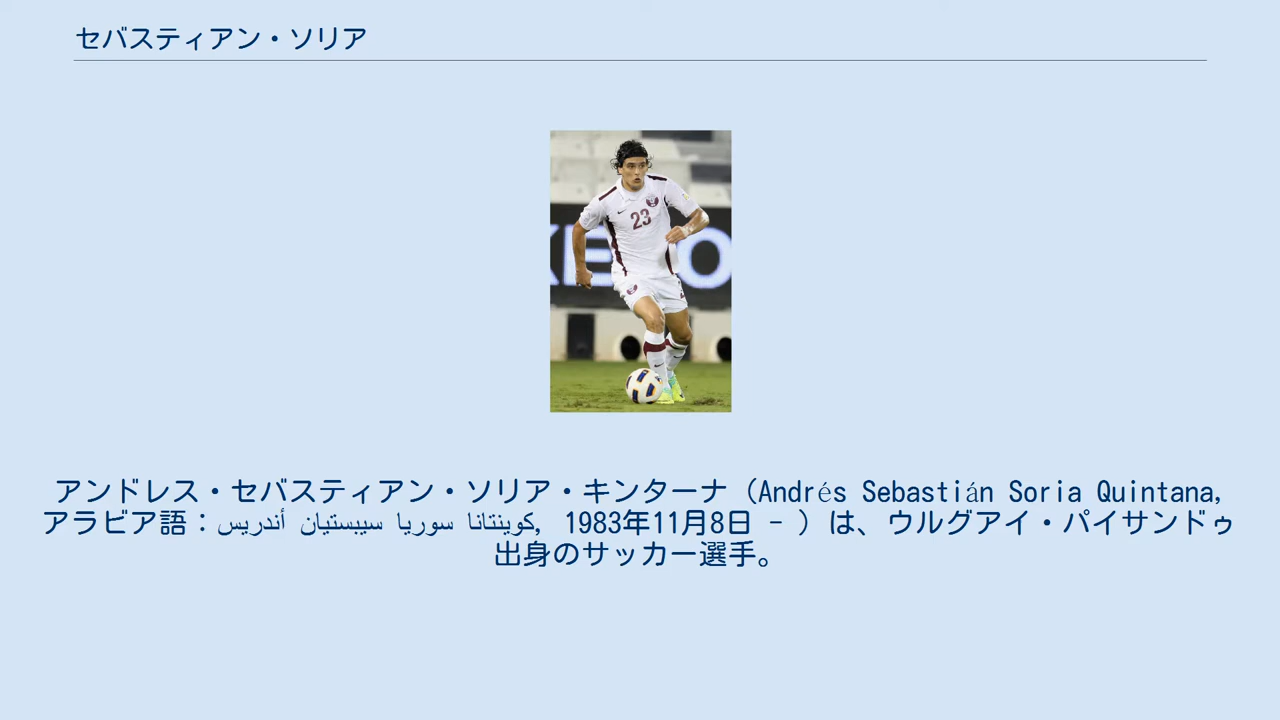 セバスティアン・ソリア
23
アンドレス・セバスティアン・ソリア・キンターナ（Andrés Sebastián Soria Quintana,
アラビア語：كوينتانا سوريا سيبستيان أندريس, 1983年11月8日 - ）は、ウルグアイ・パイサンドゥ
出身のサッカー選手。